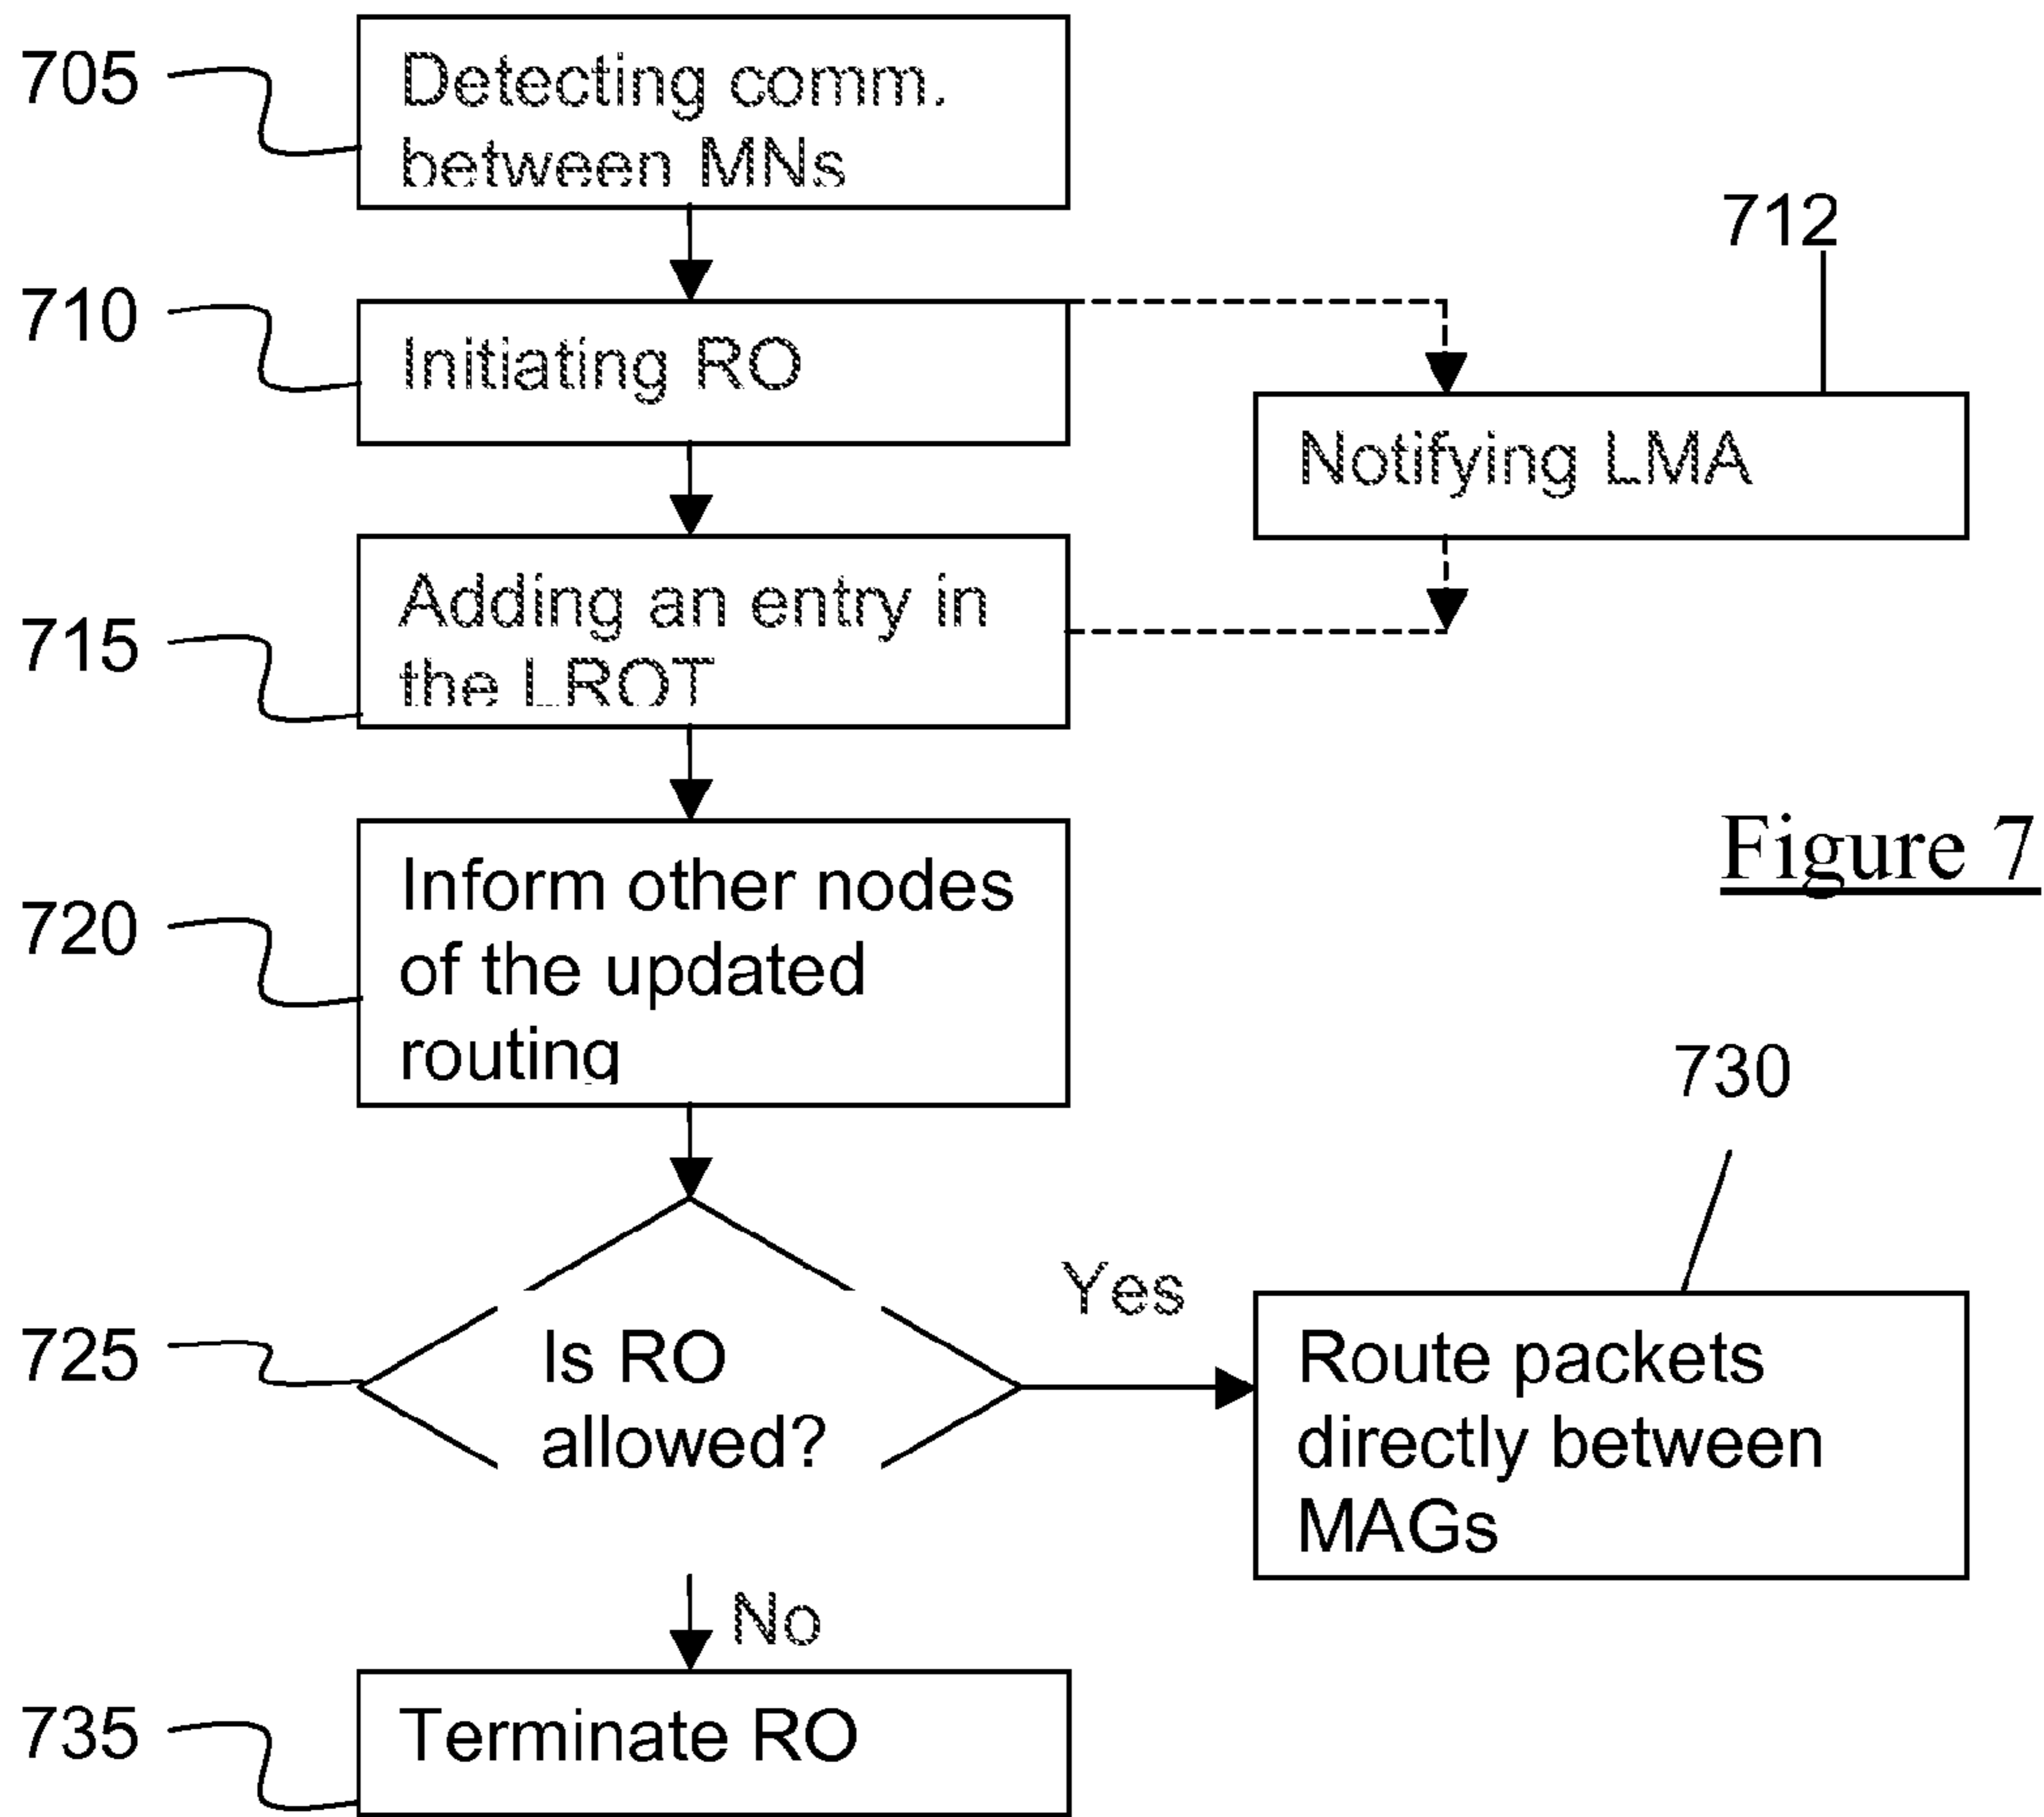 705
Detecting comm.
between MNs
712
710
Initiating RO
Notifying LMA
715
Adding an entry in
the LROT
720
Inform other nodes
of the updated
routing
Figure 7
730
725
Is RO
allowed?
Yes
Route packets
directly between
MAGs
No
735
Terminate RO